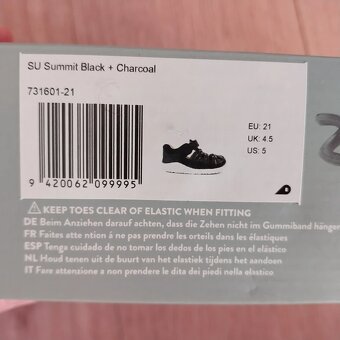 SU Summit Black + Charcoal
731601-21
EU: 21
UK: 4.5
US: 5
9 420062 099995
KEEP TOES CLEAR OF ELASTIC WHEN FITTING
DE Beim Anziehen darauf achten, dass die Zehen nicht im Gummiband hängen
FR Faites atte ntion à ne pas prendre les orteils dans les élastiques
ESP Tenga cuidado de no tomar los dedos de los pies en el elástico
NL Houd tenen uit de buurt van het elastiek tijdens het aandoen
IT Fare attenzione a non prendere le dita dei piedi nella elastico